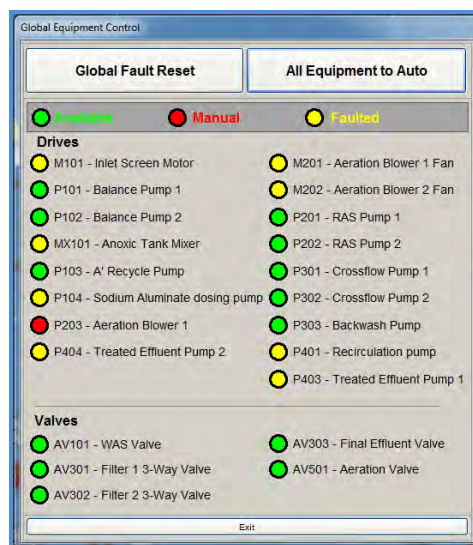 Global Equipment Control
Global Fault Reset
All Equipment to Auto
Available
Manual
Faulted
Drives
M101 - Inlet Screen Motor
P101 - Balance Pump 1
P102 - Balance Pump 2
MX101 - Anoxic Tank Mixer
P103 - A' Recycle Pump
P104 - Sodium Aluminate dosing pump
P203 - Aeration Blower 1
P404 - Treated Effluent Pump 2
M201 - Aeration Blower 1 Fan
M202 - Aeration Blower 2 Fan
P201 - RAS Pump 1
P202 - RAS Pump 2
P301 - Crossflow Pump 1
P302 - Crossflow Pump 2
P303 - Backwash Pump
P401 - Recirculation pump
P403 - Treated Effluent Pump 1
Valves
AV101 - WAS Valve
AV301 - Filter 1 3-Way Valve
AV302 - Filter 2 3-Way Valve
AV303 - Final Effluent Valve
AV501 - Aeration Valve
Exit